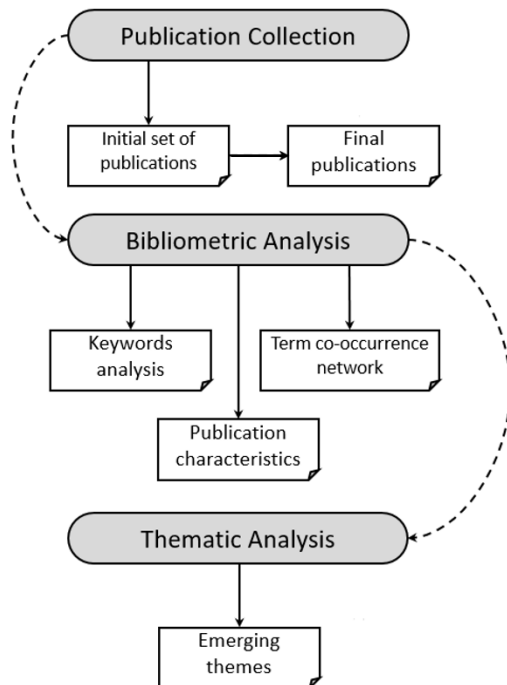 Publication Collection
Initial set of
publications
Final
publications
Bibliometric Analysis
Keywords
analysis
Term co-occurrence
network
Publication
characteristics
Thematic Analysis
Emerging
themes